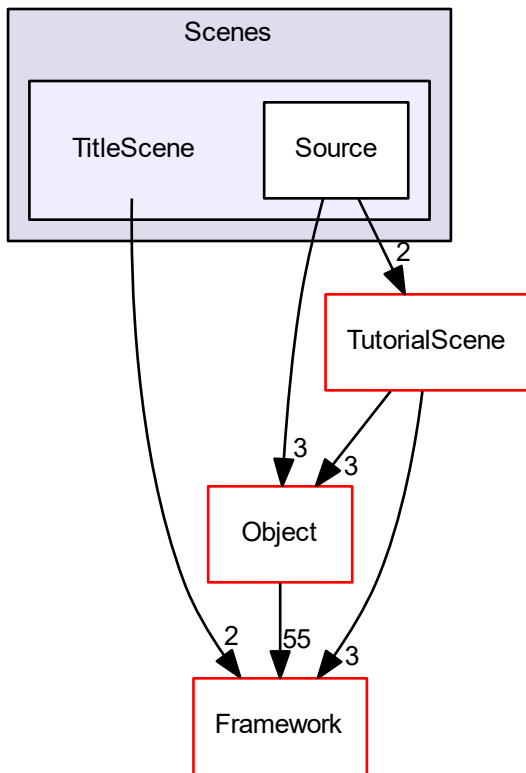 Scenes
TitleScene
Source
2
TutorialScene
3
3
Object
2
55
3
Framework